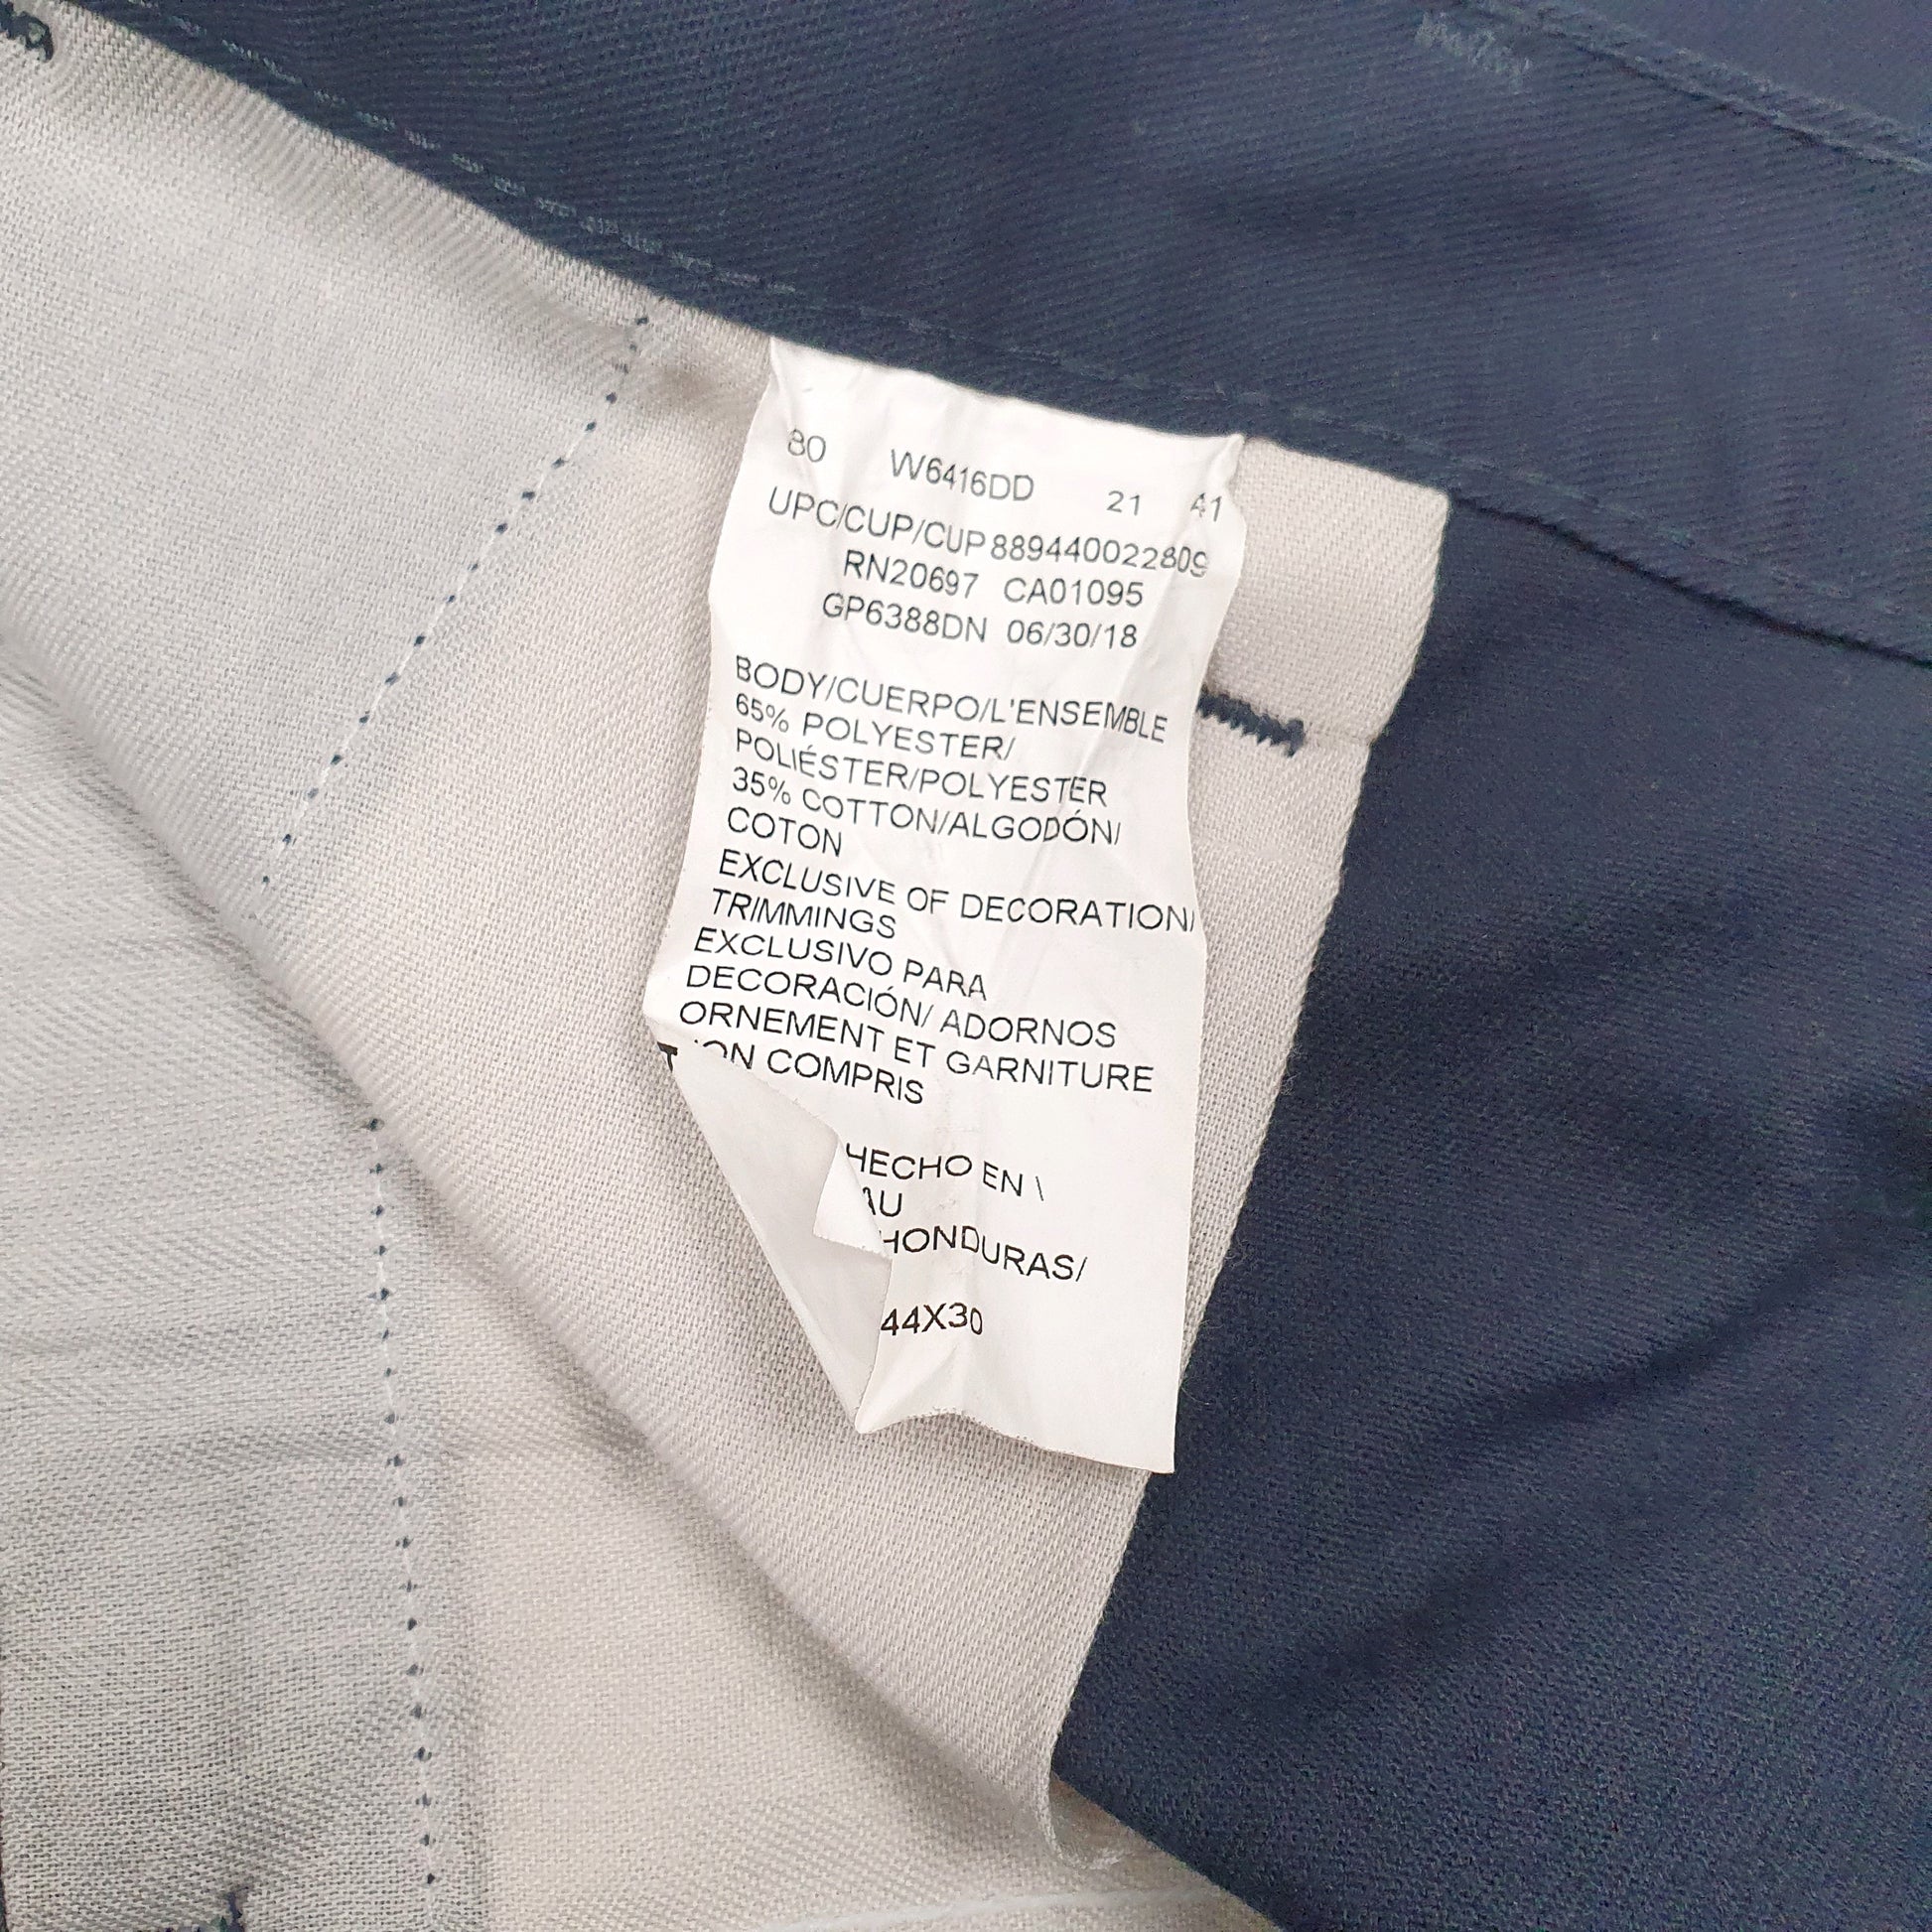 80 W6416DD 21 41
UPC/CUP/CUP 889440022809
RN20697 CA01095
GP6388DN 06/30/18
BODY/CUERPO/L'ENSEMBLE
65% POLYESTER/
POLIÉSTER/POLYESTER
35% COTTON/ALGODÓN/
COTON
EXCLUSIVE OF DECORATION/
TRIMMINGS
EXCLUSIVO PARA
DECORACIÓN/ ADORNOS
ORNEMENT ET GARNITURE
COMPRIS
HECHO EN
AU
HONDURAS/
44X30